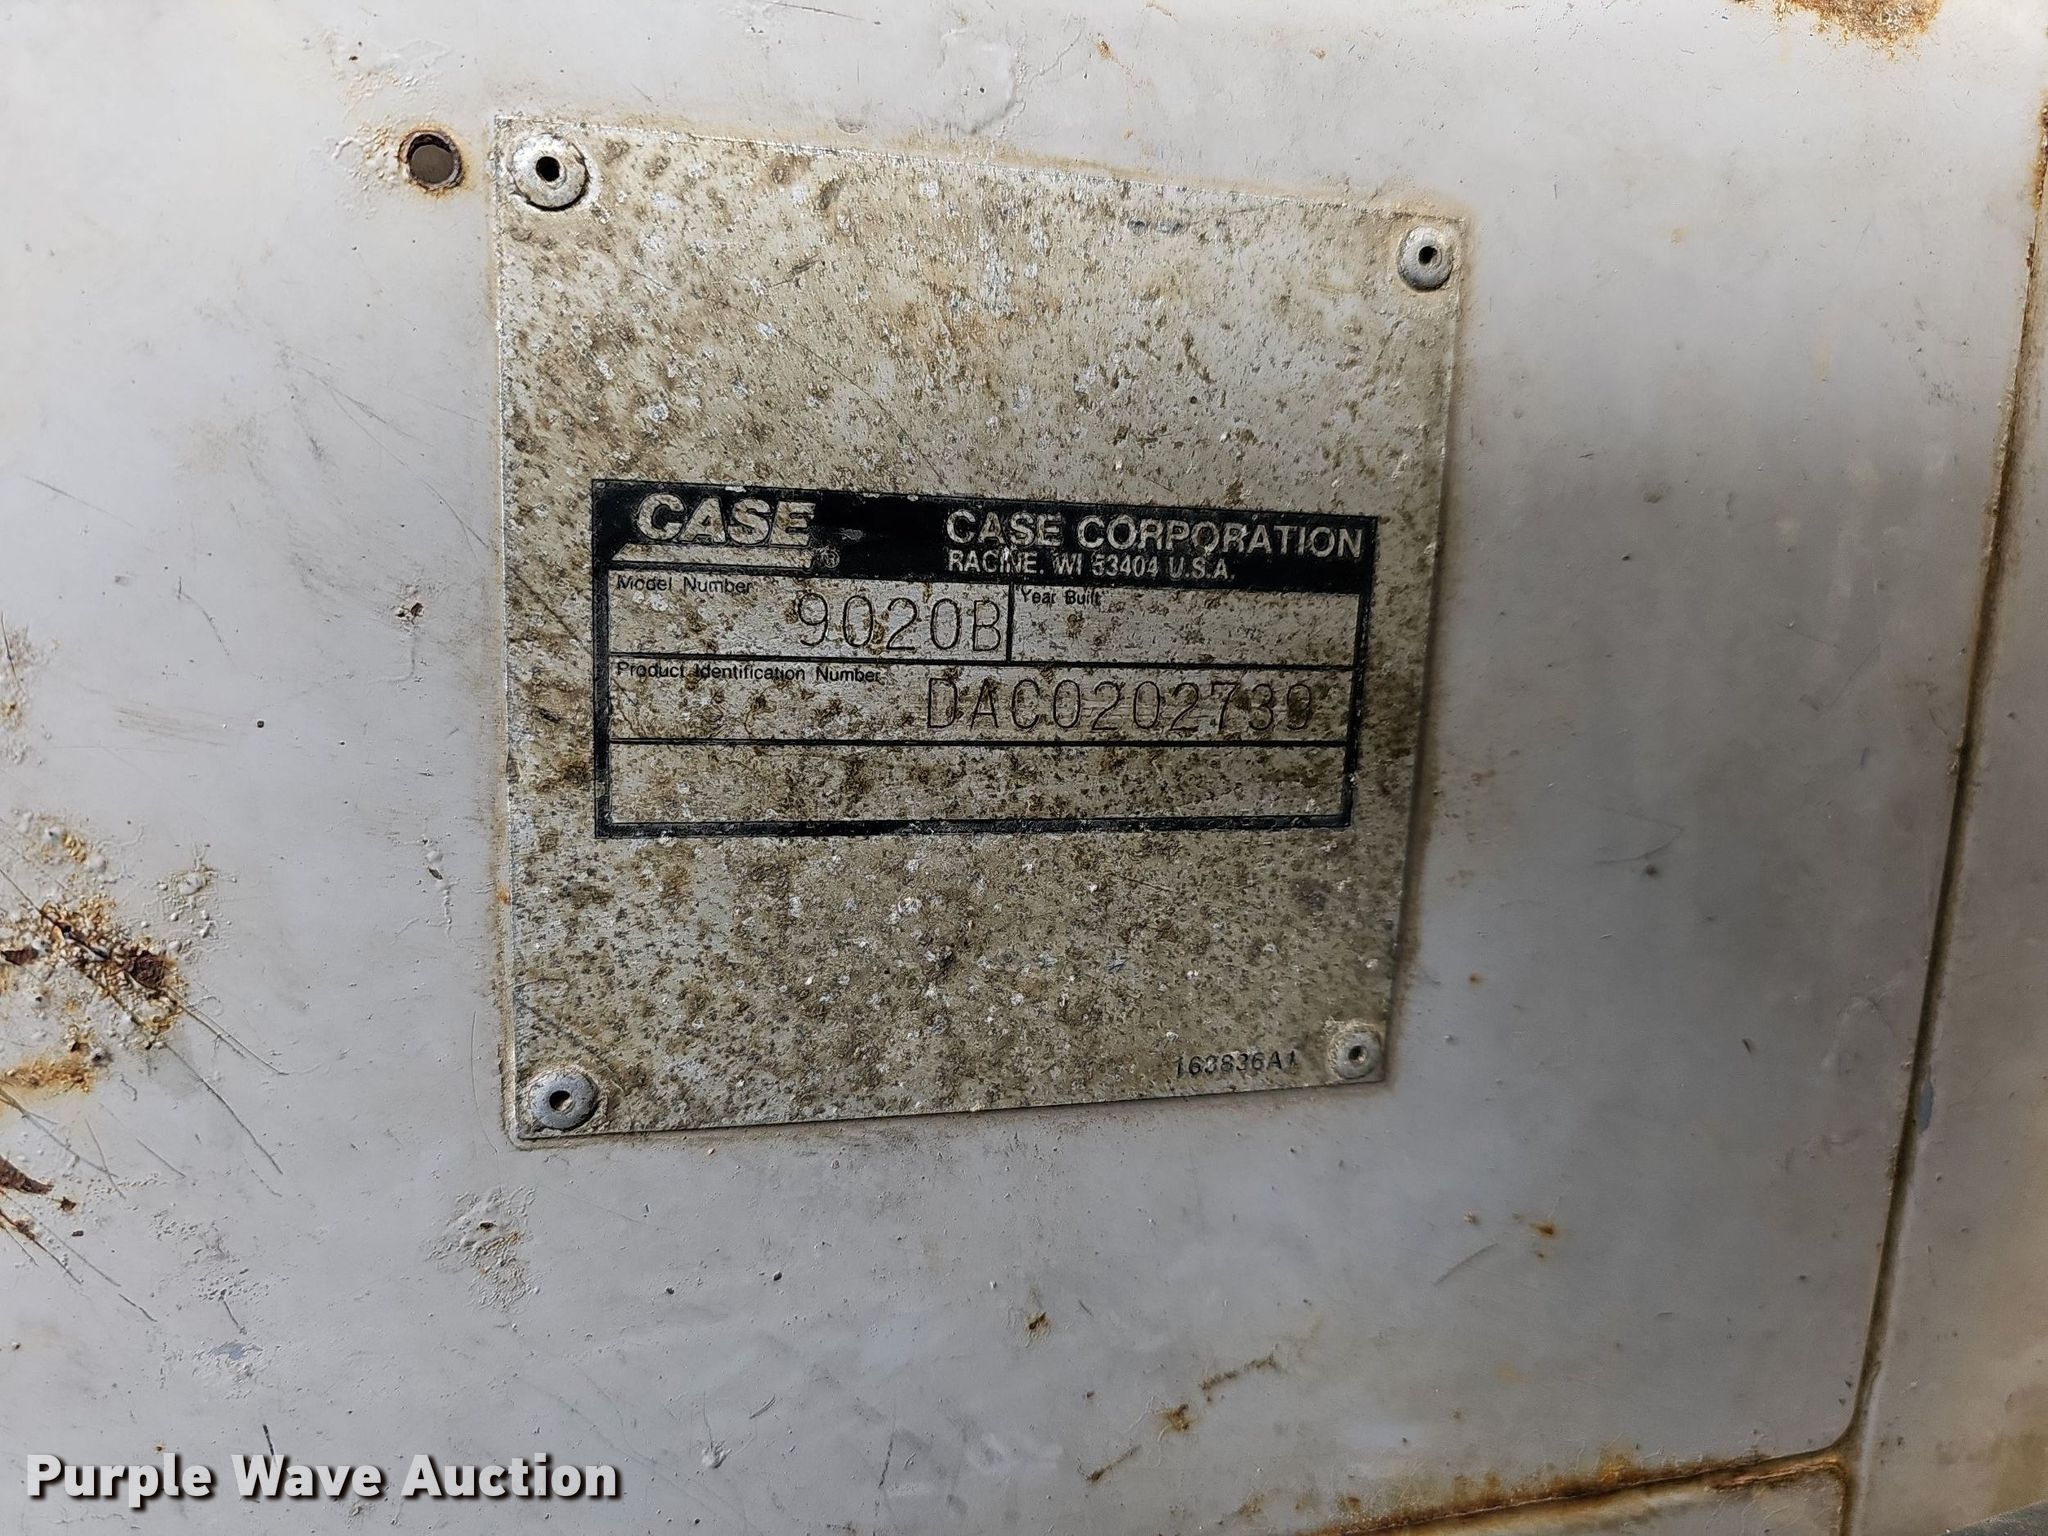 CASE ®
CASE CORPORATION
RACINE, WI 53404 U.S.A.
Model Number 9020B
Year Built
Product Identification Number DAC0202739
163836A1
Purple Wave Auction